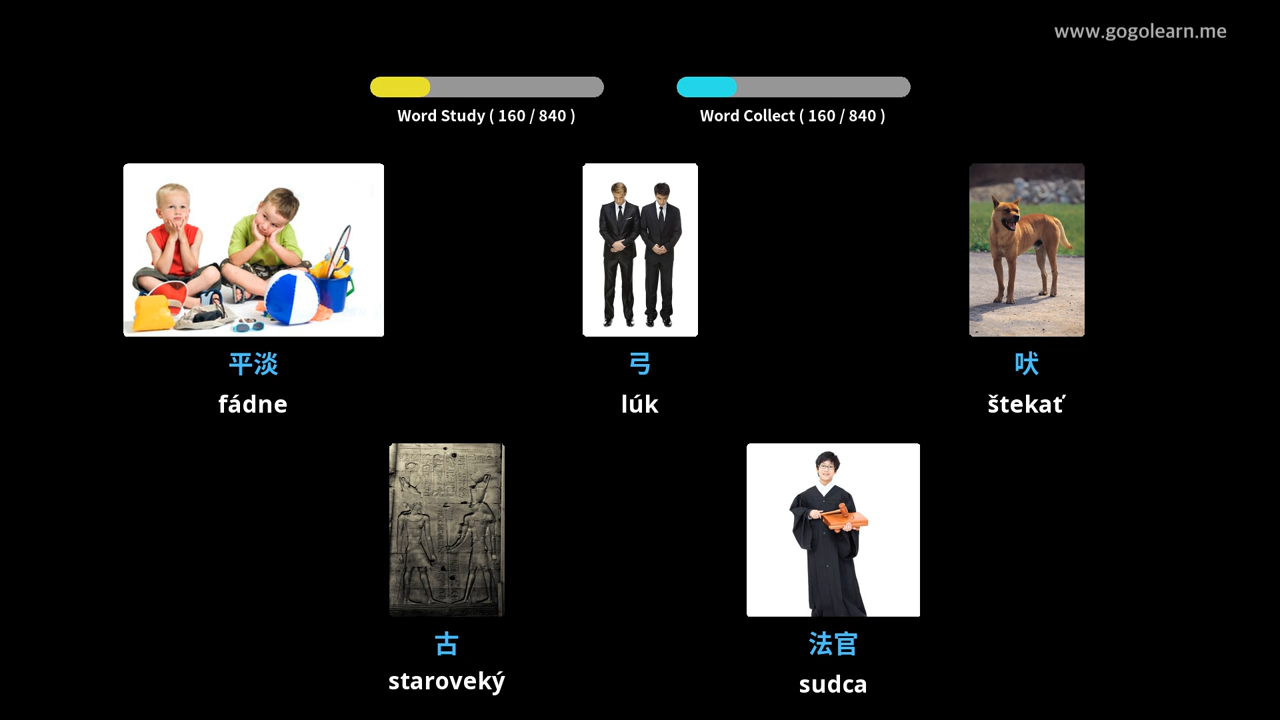 www.gogolearn.me
Word Study ( 160 / 840 )
Word Collect ( 160 / 840 )
平淡
fádne
弓
lúk
吠
štekať
古
staroveký
法官
sudca